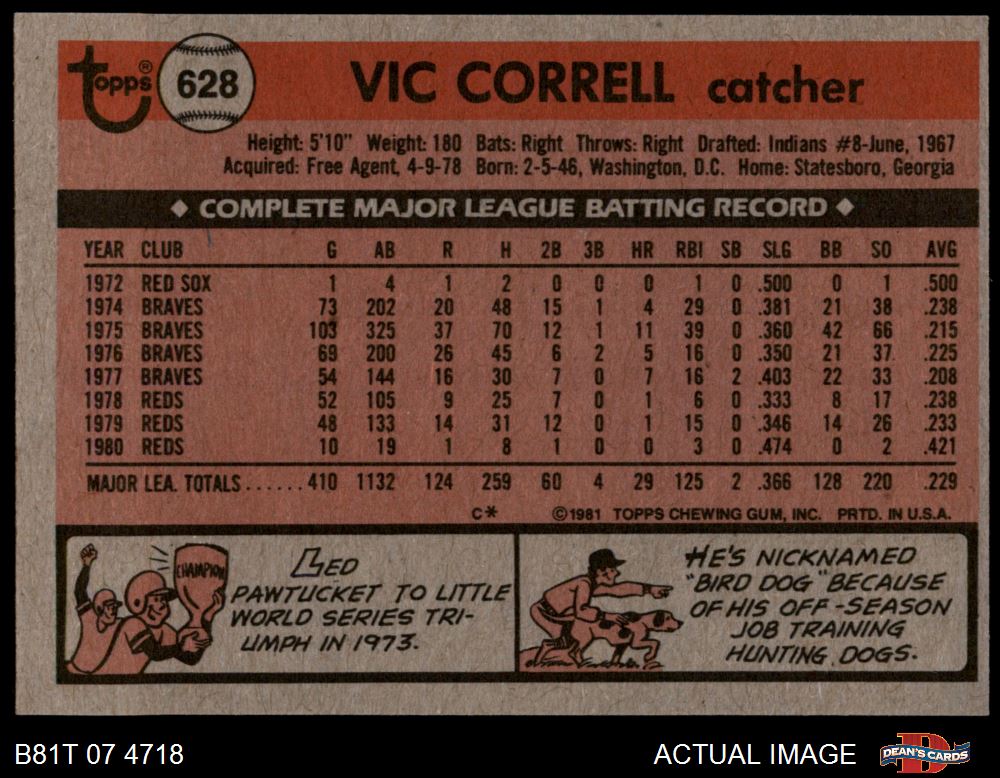 topps® 628 VIC CORRELL catcher
Height: 5'10" Weight: 180 Bats: Right Throws: Right Drafted: Indians #8-June, 1967
Acquired: Free Agent, 4-9-78 Born: 2-5-46, Washington, D.C. Home: Statesboro, Georgia
◆ COMPLETE MAJOR LEAGUE BATTING RECORD ◆
YEAR CLUB G AB R H 2B 3B HR RBI SB SLG BB SO AVG
1972 RED SOX 1 4 1 2 0 0 0 1 0 .500 0 1 .500
1974 BRAVES 73 202 20 48 15 1 4 29 0 .381 21 38 .238
1975 BRAVES 103 325 37 70 12 1 11 39 0 .360 42 66 .215
1976 BRAVES 69 200 26 45 6 2 5 16 0 .350 21 37 .225
1977 BRAVES 54 144 16 30 7 0 7 16 2 .403 22 33 .208
1978 REDS 52 105 9 25 7 0 1 6 0 .333 8 17 .238
1979 REDS 48 133 14 31 12 0 1 15 0 .346 14 26 .233
1980 REDS 10 19 1 8 1 0 0 3 0 .474 0 2 .421
MAJOR LEA. TOTALS......410 1132 124 259 60 4 29 125 2 .366 128 220 .229
C* ©1981 TOPPS CHEWING GUM, INC. PRTD. IN U.S.A.
CHAMPION
LED
PAWTUCKET TO LITTLE
WORLD SERIES TRI-
UMPH IN 1973.
HE'S NICKNAMED
"BIRD DOG" BECAUSE
OF HIS OFF-SEASON
JOB TRAINING
HUNTING DOGS.
B81T 07 4718 ACTUAL IMAGE DEAN'S CARDS